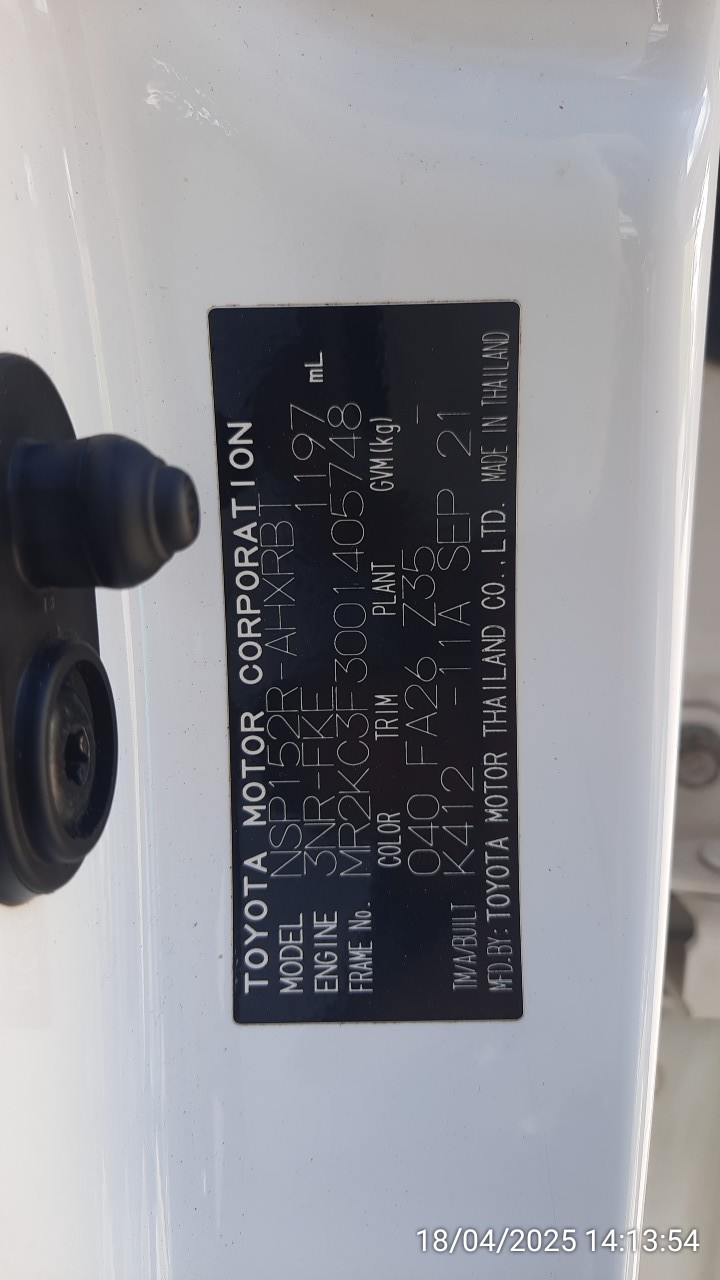 TOYOTA MOTOR CORPORATION
MODEL NSP152R-AHXRBT
ENGINE 3NR-FKE 1197 mL
FRAME No. MR2KC3F3001405748
COLOR TRIM PLANT GVM(kg)
040 FA26 Z35 -
TM/A/BUILT K412 -11A SEP 21
MFD.BY:TOYOTA MOTOR THAILAND CO.,LTD. MADE IN THAILAND
18/04/2025 14:13:54